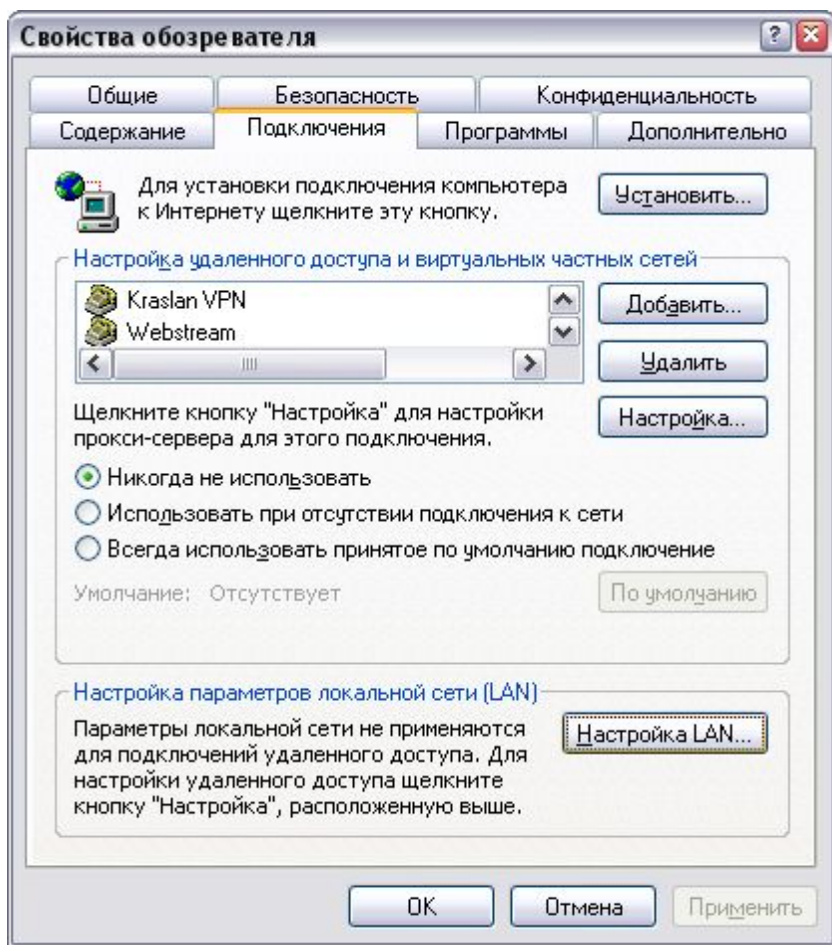 Свойства обозревателя
Общие Безопасность Конфиденциальность
Содержание Подключения Программы Дополнительно
Для установки подключения компьютера
к Интернету щелкните эту кнопку.
Установить...
Настройка удаленного доступа и виртуальных частных сетей
Kraslan VPN
Webstream
Добавить...
Удалить
Щелкните кнопку "Настройка" для настройки
прокси-сервера для этого подключения.
Настройка...
Никогда не использовать
Использовать при отсутствии подключения к сети
Всегда использовать принятое по умолчанию подключение
Умолчание: Отсутствует
По умолчанию
Настройка параметров локальной сети (LAN)
Параметры локальной сети не применяются
для подключений удаленного доступа. Для
настройки удаленного доступа щелкните
кнопку "Настройка", расположенную выше.
Настройка LAN...
OK Отмена Применить